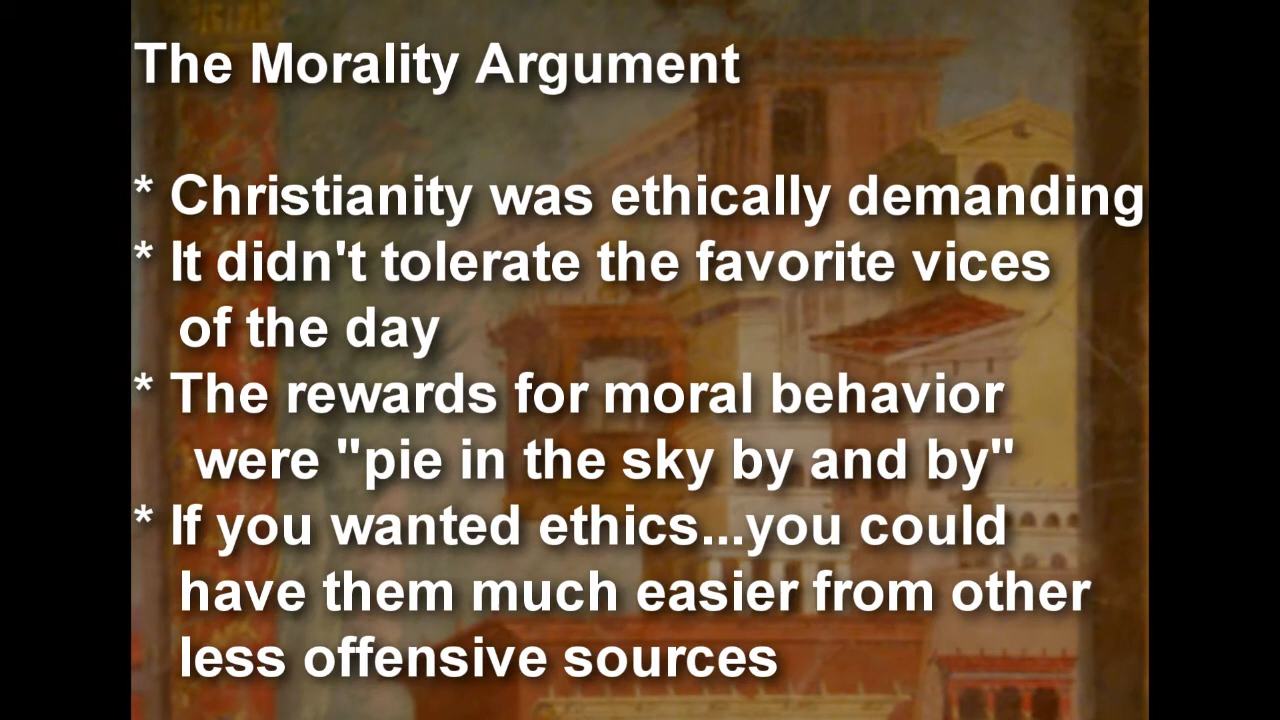 The Morality Argument
* Christianity was ethically demanding
* It didn't tolerate the favorite vices
of the day
* The rewards for moral behavior
were "pie in the sky by and by"
* If you wanted ethics...you could
have them much easier from other
less offensive sources